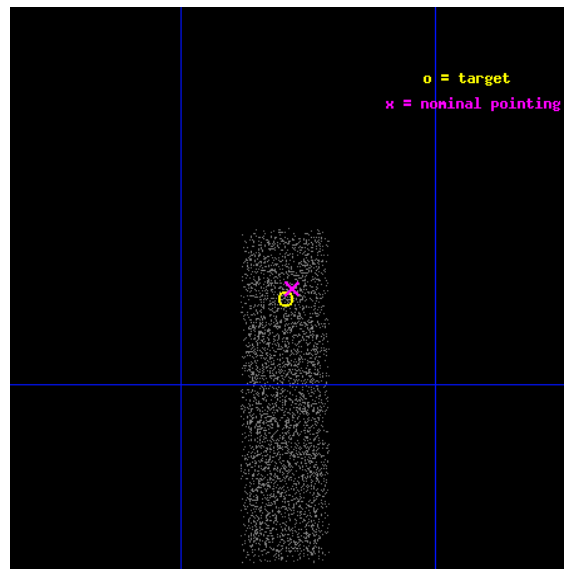 o = target
x = nominal pointing